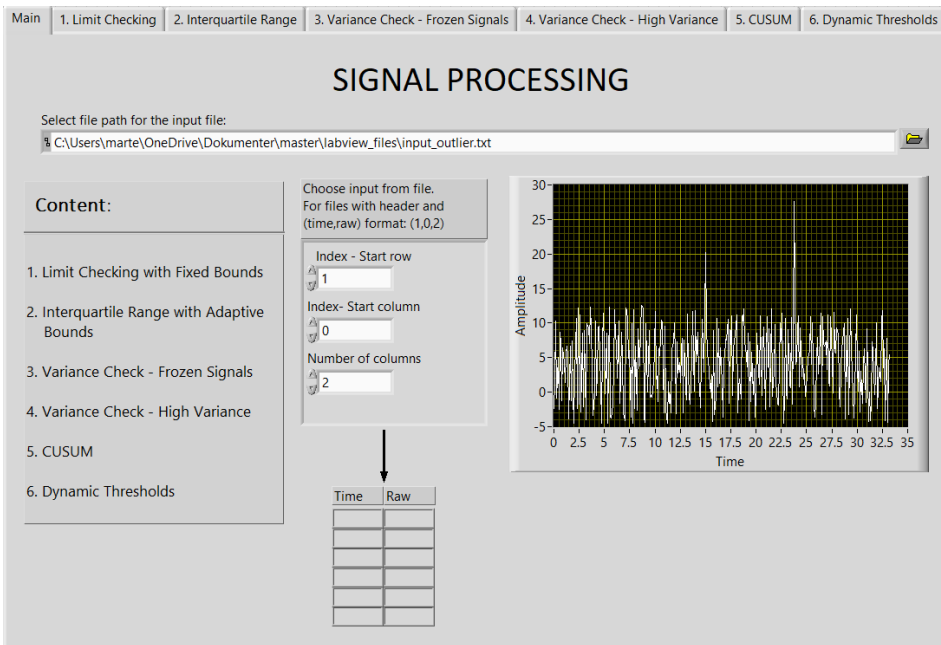 Main
1. Limit Checking
2. Interquartile Range
3. Variance Check - Frozen Signals
4. Variance Check - High Variance
5. CUSUM
6. Dynamic Thresholds
SIGNAL PROCESSING
Select file path for the input file:
C:\Users\marte\OneDrive\Dokumenter\master\labview_files\input_outlier.txt
Content:
1. Limit Checking with Fixed Bounds
2. Interquartile Range with Adaptive
Bounds
3. Variance Check - Frozen Signals
4. Variance Check - High Variance
5. CUSUM
6. Dynamic Thresholds
Choose input from file.
For files with header and
(time,raw) format: (1,0,2)
Index - Start row
1
Index- Start column
0
Number of columns
2
Time Raw
Amplitude
30
25
20
15
10
5
0
-5
0 2.5 5 7.5 10 12.5 15 17.5 20 22.5 25 27.5 30 32.5 35
Time